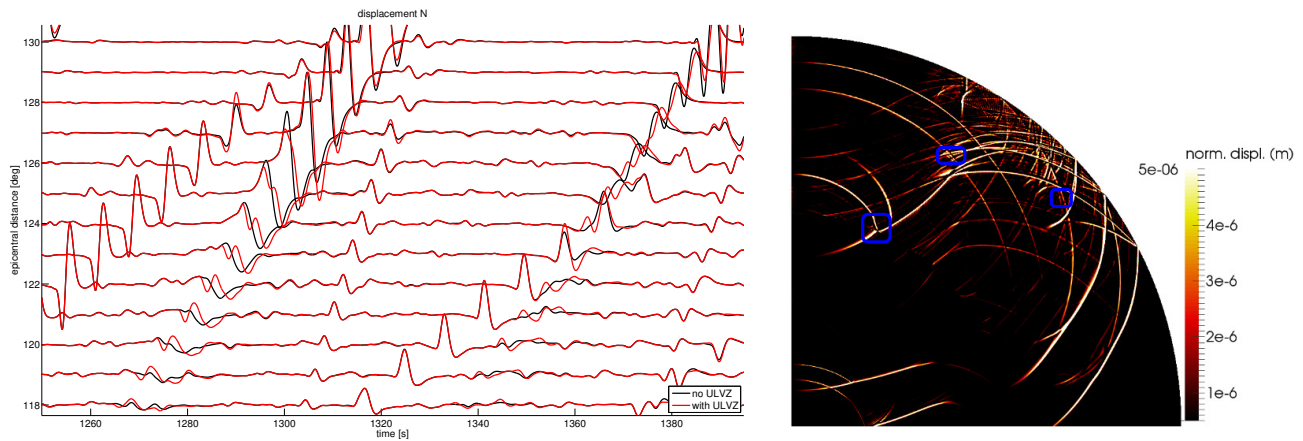 displacement N
epicentral distance [deg]
130
128
126
124
122
120
118
1260
1280
1300
1320
1340
1360
1380
time [s]
no ULVZ
with ULVZ
norm. displ. (m)
5e-06
4e-6
3e-6
2e-6
1e-6